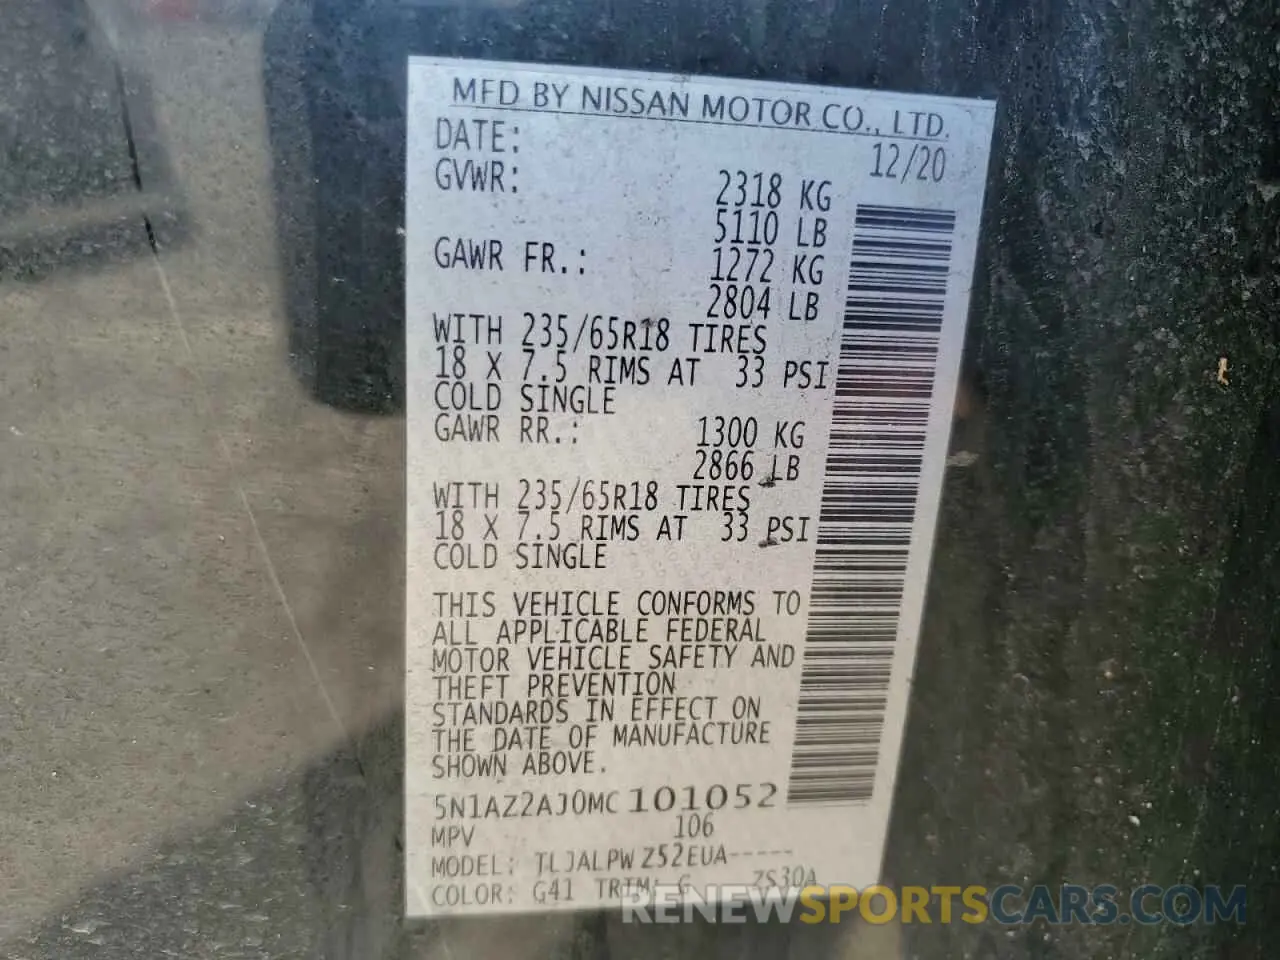 MFD BY NISSAN MOTOR CO., LTD.
DATE: 12/20
GVWR: 2318 KG
5110 LB
GAWR FR.: 1272 KG
2804 LB
WITH 235/65R18 TIRES
18 X 7.5 RIMS AT 33 PSI
COLD SINGLE
GAWR RR.: 1300 KG
2866 LB
WITH 235/65R18 TIRES
18 X 7.5 RIMS AT 33 PSI
COLD SINGLE
THIS VEHICLE CONFORMS TO
ALL APPLICABLE FEDERAL
MOTOR VEHICLE SAFETY AND
THEFT PREVENTION
STANDARDS IN EFFECT ON
THE DATE OF MANUFACTURE
SHOWN ABOVE.
5N1AZ2AJ0MC 101052
MPV 106
MODEL: TLJALPW Z52EUA-----
COLOR: G41 TRIM: G ZS30A
RENEWSPORTSCARS.COM